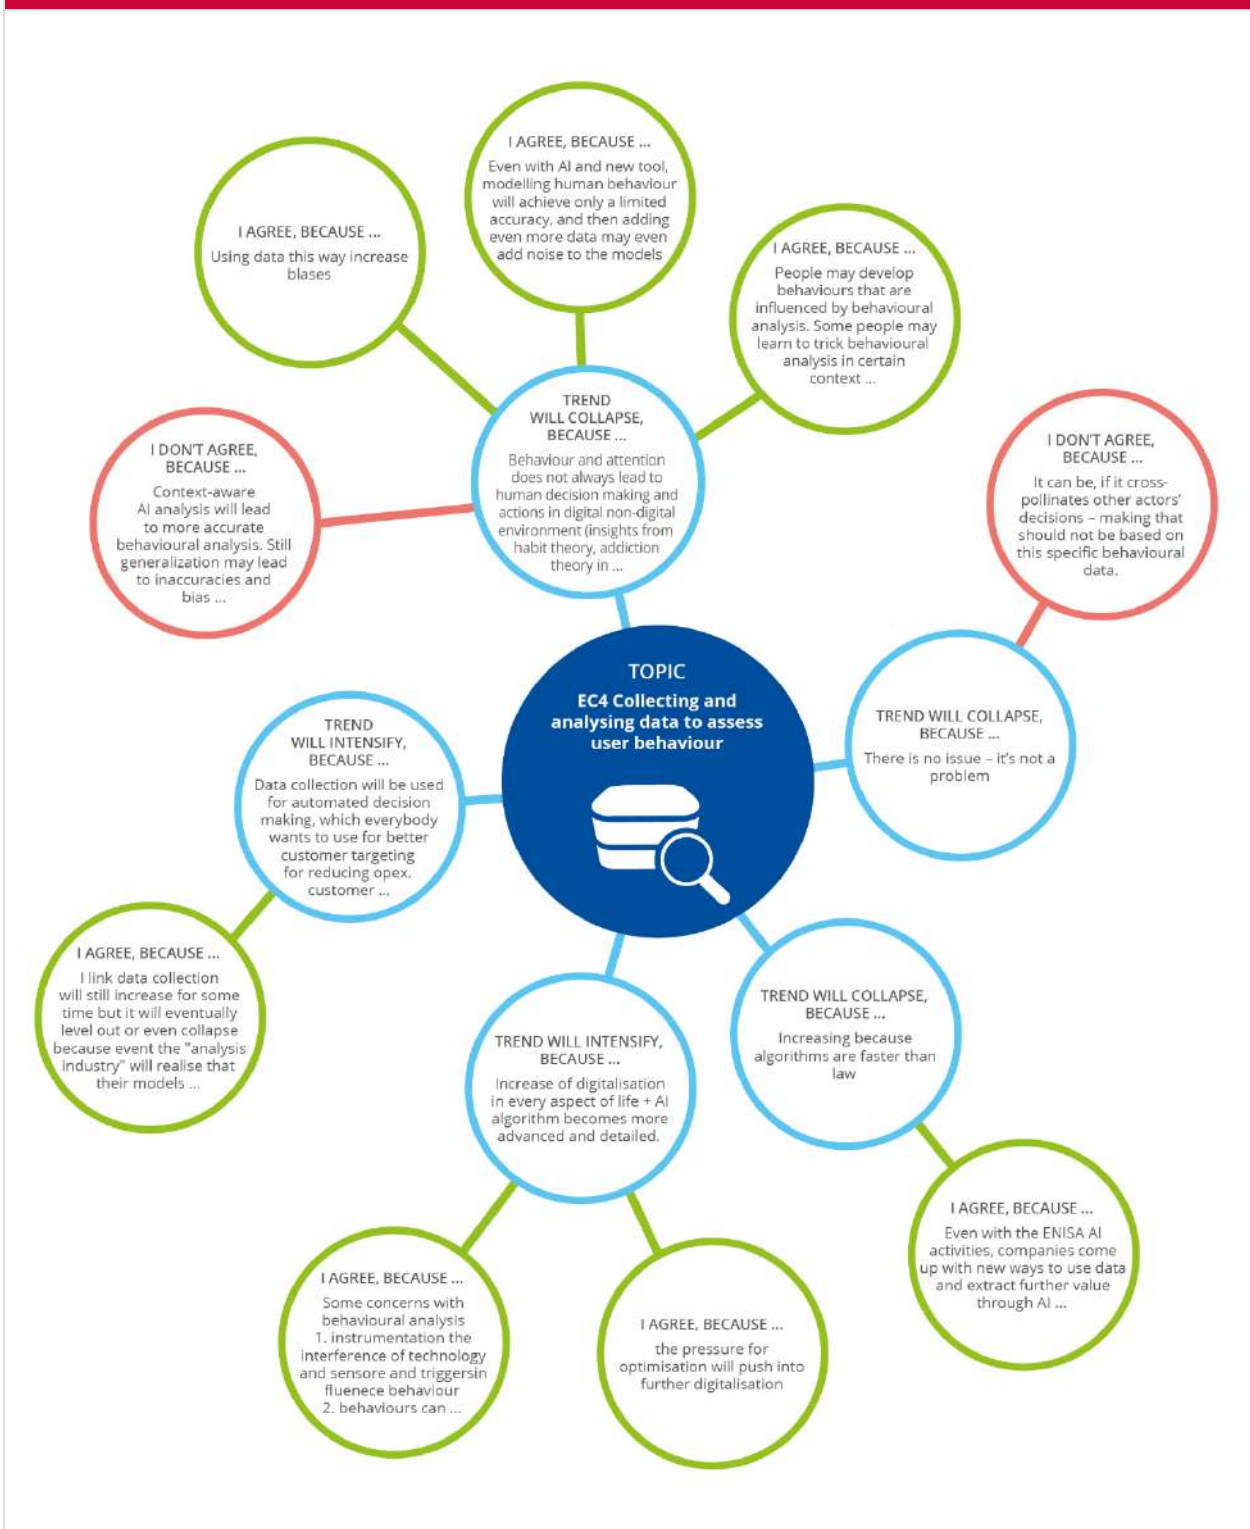 I AGREE, BECAUSE ...
Even with AI and new tool,
modelling human behaviour
will achieve only a limited
accuracy, and then adding
even more data may even
add noise to the models
I AGREE, BECAUSE ...
Using data this way increase
blases
I AGREE, BECAUSE ...
People may develop
behaviours that are
influenced by behavioural
analysis. Some people may
learn to trick behavioural
analysis in certain
context ...
TREND
WILL COLLAPSE,
BECAUSE ...
Behaviour and attention
does not always lead to
human decision making and
actions in digital non-digital
environment (insights from
habit theory, addiction
theory in ...
I DON'T AGREE,
BECAUSE ...
Context-aware
AI analysis will lead
to more accurate
behavioural analysis. Still
generalization may lead
to inaccuracies and
bias ...
I DON'T AGREE,
BECAUSE ...
It can be, if it cross-
pollinates other actors'
decisions – making that
should not be based on
this specific behavioural
data.
TOPIC
EC4 Collecting and
analysing data to assess
user behaviour
TREND WILL COLLAPSE,
BECAUSE ...
There is no issue – it's not a
problem
TREND
WILL INTENSIFY,
BECAUSE ...
Data collection will be used
for automated decision
making, which everybody
wants to use for better
customer targeting
for reducing opex.
customer ...
I AGREE, BECAUSE ...
I link data collection
will still increase for some
time but it will eventually
level out or even collapse
because event the "analysis
industry" will realise that
their models ...
TREND WILL COLLAPSE,
BECAUSE ...
Increasing because
algorithms are faster than
law
TREND WILL INTENSIFY,
BECAUSE ...
Increase of digitalisation
in every aspect of life + AI
algorithm becomes more
advanced and detailed.
I AGREE, BECAUSE ...
Even with the ENISA AI
activities, companies come
up with new ways to use data
and extract further value
through AI ...
I AGREE, BECAUSE ...
Some concerns with
behavioural analysis
1. instrumentation the
interference of technology
and sensore and triggersin
fluenece behaviour
2. behaviours can ...
I AGREE, BECAUSE ...
the pressure for
optimisation will push into
further digitalisation